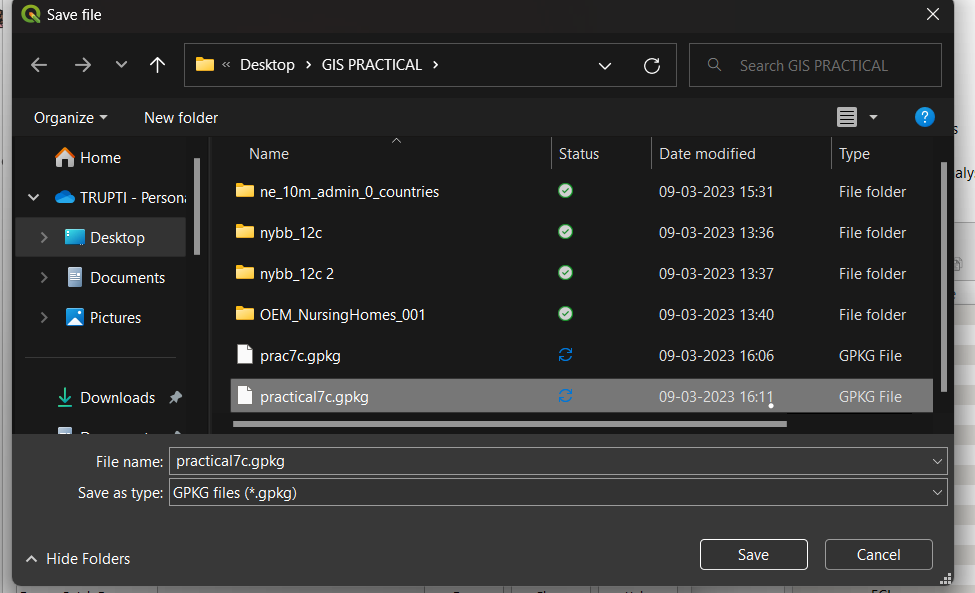 Save file
« Desktop › GIS PRACTICAL ›
Search GIS PRACTICAL
Organize
New folder
Name Status Date modified Type
Home
TRUPTI - Persona
Desktop
Documents
Pictures
Downloads
ne_10m_admin_0_countries 09-03-2023 15:31 File folder
nybb_12c 09-03-2023 13:36 File folder
nybb_12c 2 09-03-2023 13:37 File folder
OEM_NursingHomes_001 09-03-2023 13:40 File folder
prac7c.gpkg 09-03-2023 16:06 GPKG File
practical7c.gpkg 09-03-2023 16:11 GPKG File
File name: practical7c.gpkg
Save as type: GPKG files (*.gpkg)
Hide Folders
Save
Cancel